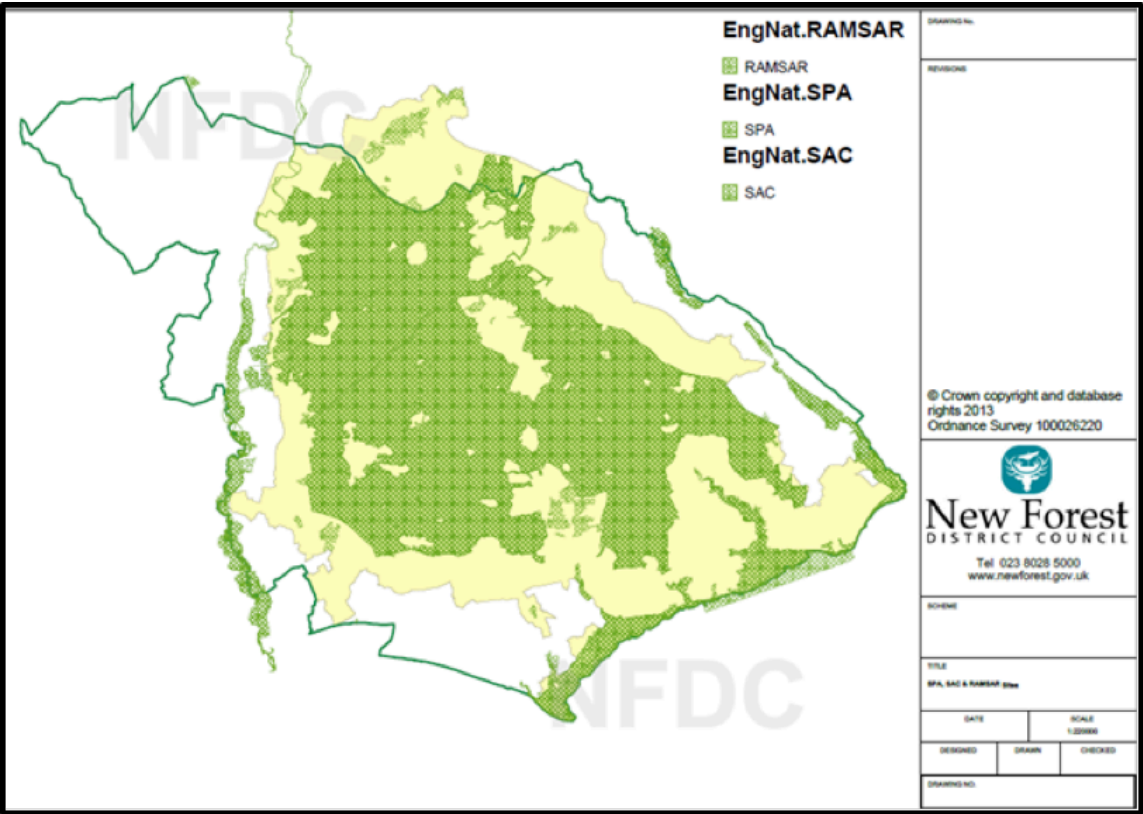 NFDC
EngNat.RAMSAR
RAMSAR
EngNat.SPA
SPA
EngNat.SAC
SAC
NFDC
DRAWING No.
REVISIONS
© Crown copyright and database
rights 2013
Ordnance Survey 100026220
New Forest
DISTRICT COUNCIL
Tel 023 8028 5000
www.newforest.gov.uk
SCHEME
TITLE
SPA, SAC & RAMSAR Sites
DATE
SCALE
DESIGNED
DRAWN
CHECKED
DRAWING NO.